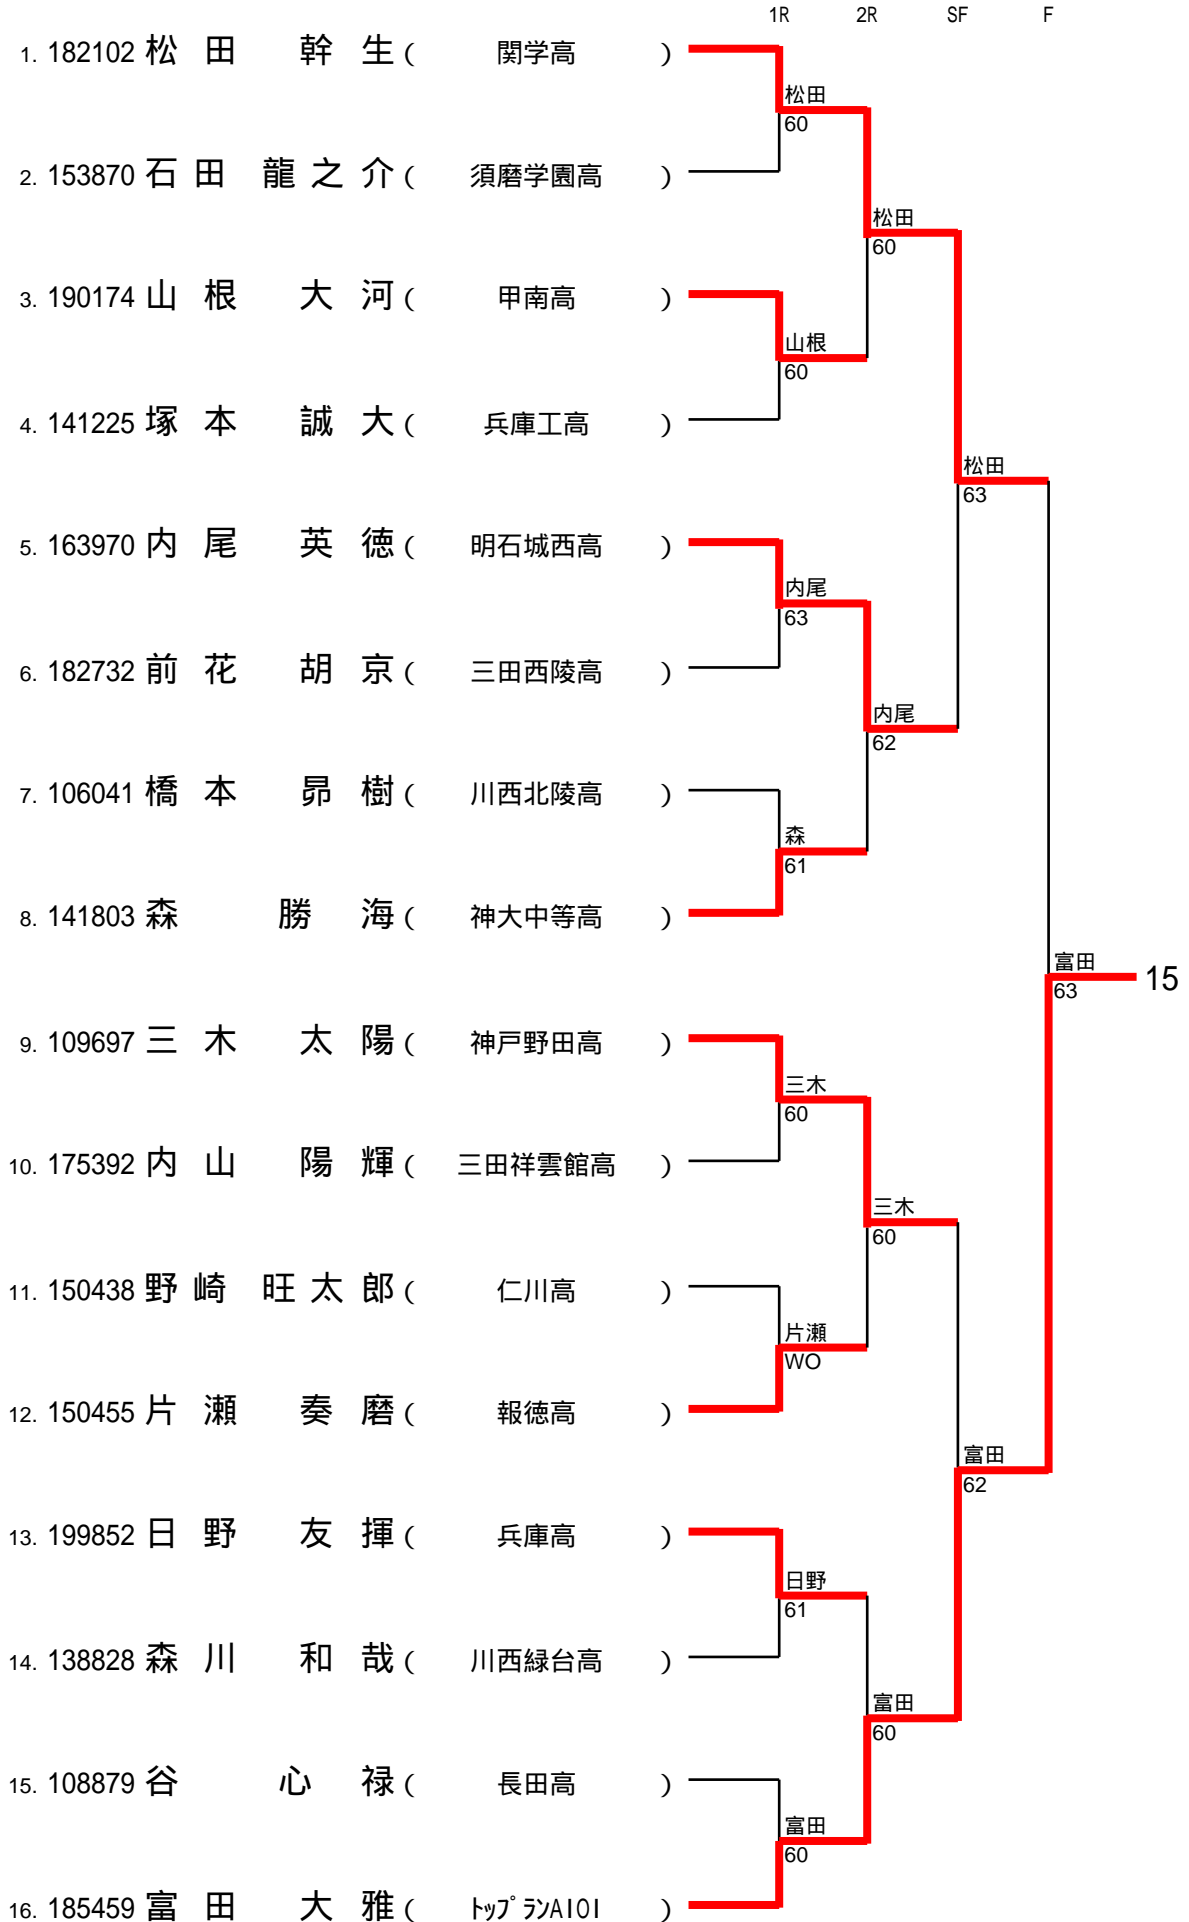 1R 2R SF F
1. 182102 松 田 幹 生 ( 関学高 )
松田
60
2. 153870 石 田 龍 之 介 ( 須磨学園高 )
松田
60
3. 190174 山 根 大 河 ( 甲南高 )
山根
60
4. 141225 塚 本 誠 大 ( 兵庫工高 )
松田
63
5. 163970 内 尾 英 徳 ( 明石城西高 )
内尾
63
6. 182732 前 花 胡 京 ( 三田西陵高 )
内尾
62
7. 106041 橋 本 昴 樹 ( 川西北陵高 )
森
61
8. 141803 森 勝 海 ( 神大中等高 )
富田
63
15
9. 109697 三 木 太 陽 ( 神戸野田高 )
三木
60
10. 175392 内 山 陽 輝 ( 三田祥雲館高 )
三木
60
11. 150438 野 崎 旺 太 郎 ( 仁川高 )
片瀬
WO
12. 150455 片 瀬 奏 磨 ( 報徳高 )
富田
62
13. 199852 日 野 友 揮 ( 兵庫高 )
日野
61
14. 138828 森 川 和 哉 ( 川西緑台高 )
富田
60
15. 108879 谷 心 禄 ( 長田高 )
富田
60
16. 185459 富 田 大 雅 ( ﾄｯﾌﾟﾗﾝAIOI )